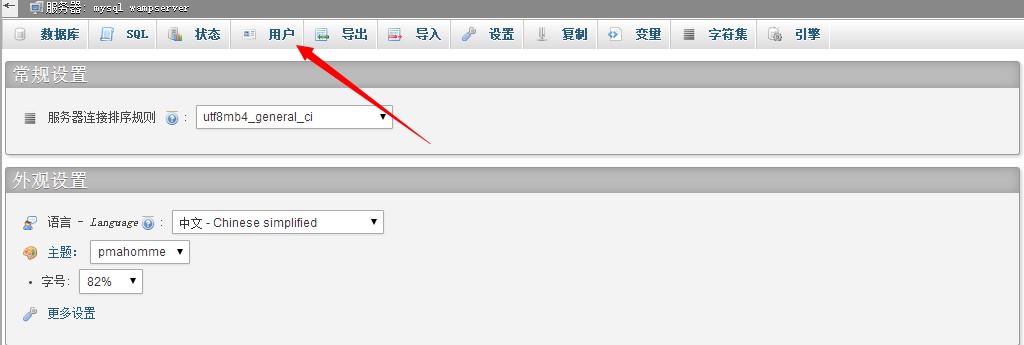 服务器: mysql wampserver
数据库 SQL 状态 用户 导出 导入 设置 复制 变量 字符集 引擎
常规设置
服务器连接排序规则 : utf8mb4_general_ci
外观设置
语言 - Language : 中文 - Chinese simplified
主题: pmahomme
• 字号: 82%
更多设置